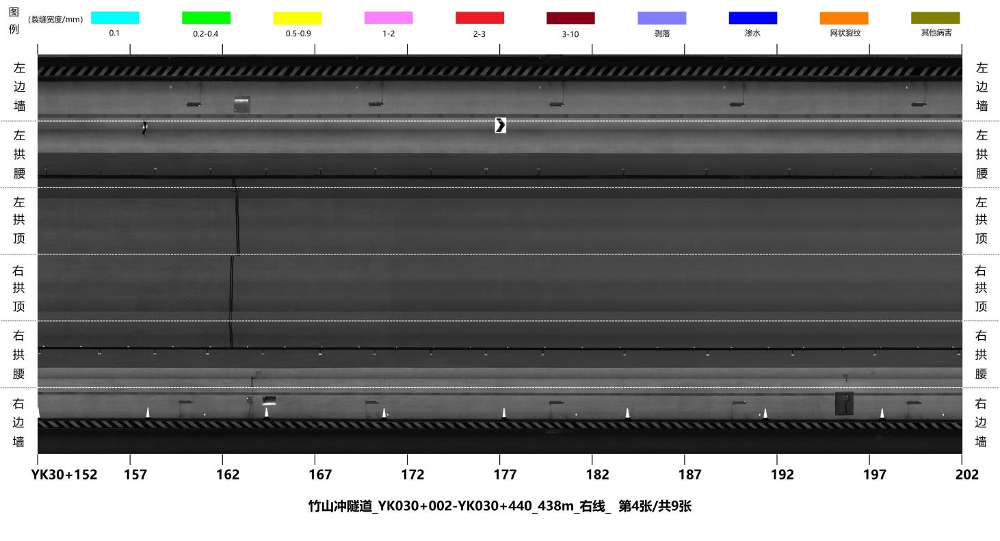 图例
(裂缝宽度/mm)
0.1
0.2-0.4
0.5-0.9
1-2
2-3
3-10
剥落
渗水
网状裂纹
其他病害
左边墙
左边墙
左拱腰
左拱腰
左拱顶
左拱顶
右拱顶
右拱顶
右拱腰
右拱腰
右边墙
右边墙
YK30+152 157 162 167 172 177 182 187 192 197 202
竹山冲隧道_YK030+002-YK030+440_438m_右线_ 第4张/共9张